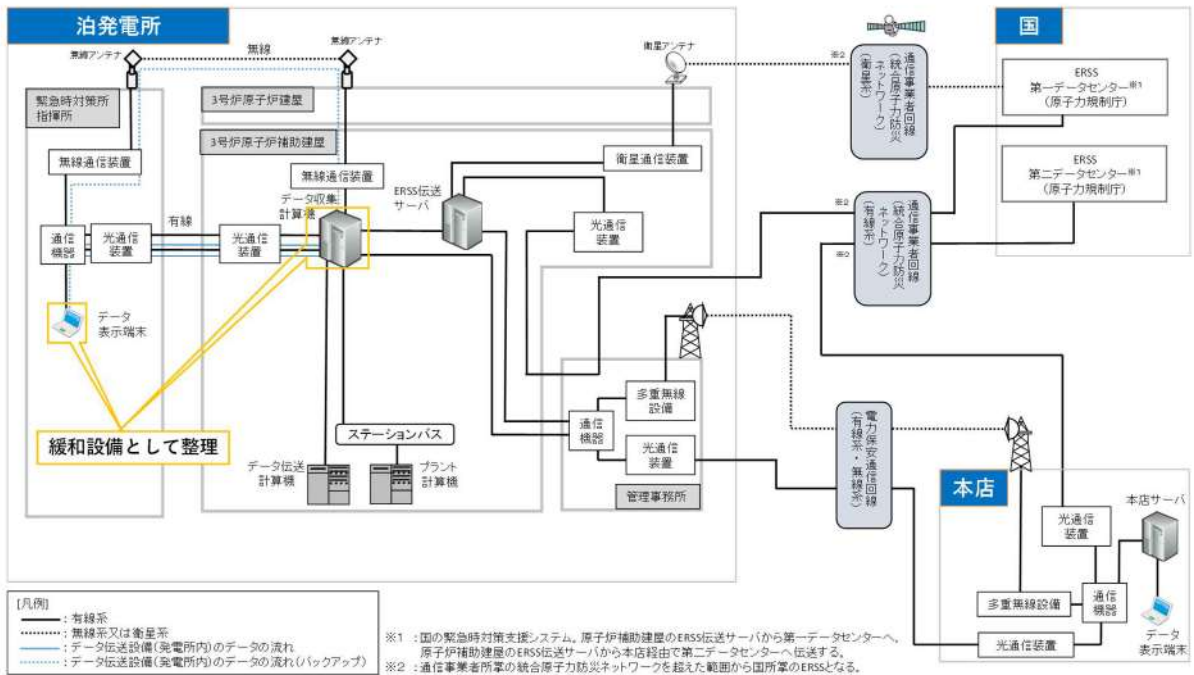 泊発電所
国
無線アンテナ
無線
無線アンテナ
衛星アンテナ
※2
通信事業者回線
(統合原子力防災
ネットワーク)
(衛星系)
ERSS
第一データセンター※1
(原子力規制庁)
緊急時対策所
指揮所
3号炉原子炉建屋
3号炉原子炉補助建屋
無線通信装置
無線通信装置
衛星通信装置
ERSS
第二データセンター※1
(原子力規制庁)
データ収集
計算機
ERSS伝送
サーバ
有線
通信
機器
光通信
装置
光通信
装置
光通信
装置
※2
※2
通信事業者回線
(統合原子力防災
ネットワーク)
(有線系)
データ
表示端末
緩和設備として整理
ステーションバス
データ伝送
計算機
プラント
計算機
多重無線
設備
通信
機器
光通信
装置
管理事務所
電力保安通信回線
(有線系・無線系)
本店
本店サーバ
光通信
装置
多重無線設備
通信
機器
光通信装置
データ
表示端末
[凡例]
:有線系
:無線系又は衛星系
:データ伝送設備(発電所内)のデータの流れ
:データ伝送設備(発電所内)のデータの流れ(バックアップ)
※1 :国の緊急時対策支援システム。原子炉補助建屋のERSS伝送サーバから第一データセンターへ、
原子炉補助建屋のERSS伝送サーバから本店経由で第二データセンターへ伝送する。
※2 :通信事業者所掌の統合原子力防災ネットワークを超えた範囲から国所掌のERSSとなる。